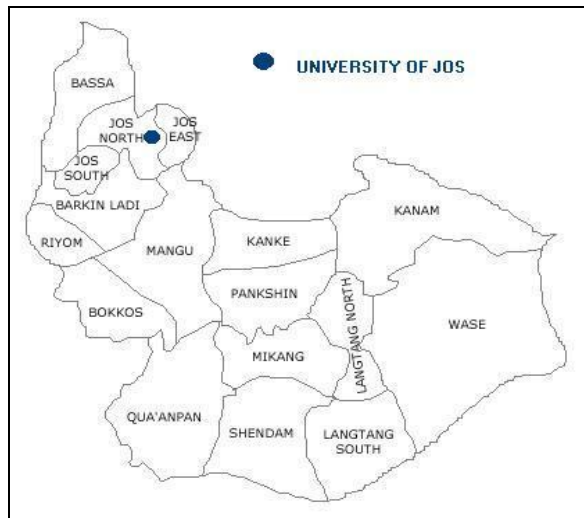 UNIVERSITY OF JOS
BASSA
JOS
NORTH
JOS
EAST
JOS
SOUTH
BARKIN LADI
RIYOM
MANGU
BOKKOS
KANKE
KANAM
PANKSHIN
LANGTANG NORTH
WASE
MIKANG
QUA'ANPAN
SHENDAM
LANGTANG
SOUTH